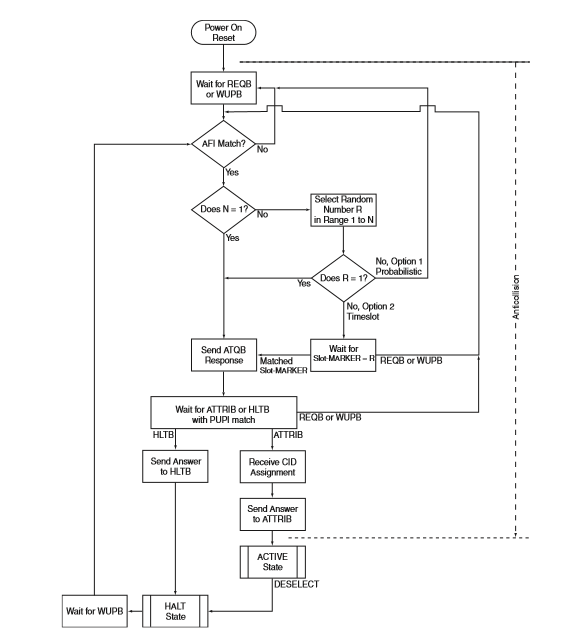 Power On
Reset
Wait for REQB
or WUPB
AFI Match?
No
Yes
Does N = 1?
No
Yes
Select Random
Number R
in Range 1 to N
Does R = 1?
Yes
No, Option 1
Probabilistic
No, Option 2
Timeslot
Anticollision
Send ATQB
Response
Matched
Slot-MARKER
Wait for
Slot-MARKER – R
REQB or WUPB
Wait for ATTRIB or HLTB
with PUPI match
REQB or WUPB
HLTB
ATTRIB
Send Answer
to HLTB
Receive CID
Assignment
Send Answer
to ATTRIB
ACTIVE
State
DESELECT
Wait for WUPB
HALT
State